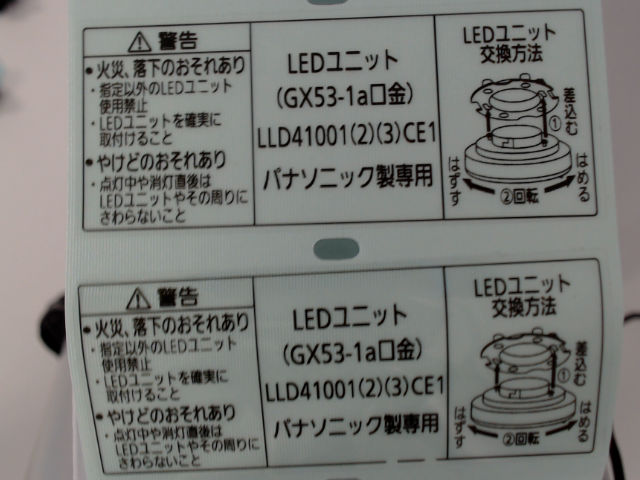 ⚠ 警告
●火災、落下のおそれあり
・指定以外のLEDユニット
使用禁止
・LEDユニットを確実に
取付けること
●やけどのおそれあり
・点灯中や消灯直後は
LEDユニットやその周りに
さわらないこと
LEDユニット
(GX53-1a口金)
LLD41001(2)(3)CE1
パナソニック製専用
LEDユニット
交換方法
差込む
①
はずす
はめる
②回転
⚠ 警告
●火災、落下のおそれあり
・指定以外のLEDユニット
使用禁止
・LEDユニットを確実に
取付けること
●やけどのおそれあり
・点灯中や消灯直後は
LEDユニットやその周りに
さわらないこと
LEDユニット
(GX53-1a口金)
LLD41001(2)(3)CE1
パナソニック製専用
LEDユニット
交換方法
差込む
①
はずす
はめる
②回転